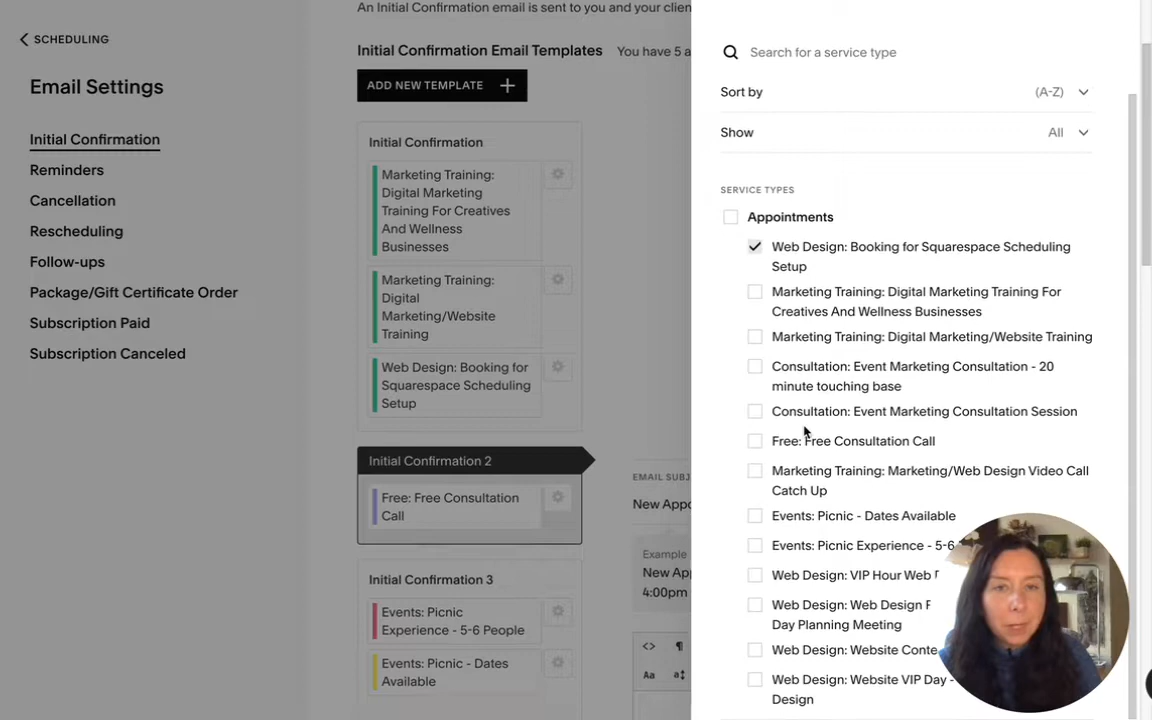 SCHEDULING
Email Settings
Initial Confirmation
Reminders
Cancellation
Rescheduling
Follow-ups
Package/Gift Certificate Order
Subscription Paid
Subscription Canceled
An Initial Confirmation email is sent to you and your clien
Initial Confirmation Email Templates You have 5 a
ADD NEW TEMPLATE
Initial Confirmation
Marketing Training:
Digital Marketing
Training For Creatives
And Wellness
Businesses
Marketing Training:
Digital
Marketing/Website
Training
Web Design: Booking for
Squarespace Scheduling
Setup
Initial Confirmation 2
Free: Free Consultation
Call
Initial Confirmation 3
Events: Picnic
Experience - 5-6 People
Events: Picnic - Dates
Available
EMAIL SUBJ
New Appo
Example
New App
4:00pm
Aa
Search for a service type
Sort by (A-Z)
Show All
SERVICE TYPES
Appointments
Web Design: Booking for Squarespace Scheduling
Setup
Marketing Training: Digital Marketing Training For
Creatives And Wellness Businesses
Marketing Training: Digital Marketing/Website Training
Consultation: Event Marketing Consultation - 20
minute touching base
Consultation: Event Marketing Consultation Session
Free: Free Consultation Call
Marketing Training: Marketing/Web Design Video Call
Catch Up
Events: Picnic - Dates Available
Events: Picnic Experience - 5-6
Web Design: VIP Hour Web
Web Design: Web Design
Day Planning Meeting
Web Design: Website Conte
Web Design: Website VIP Day -
Design